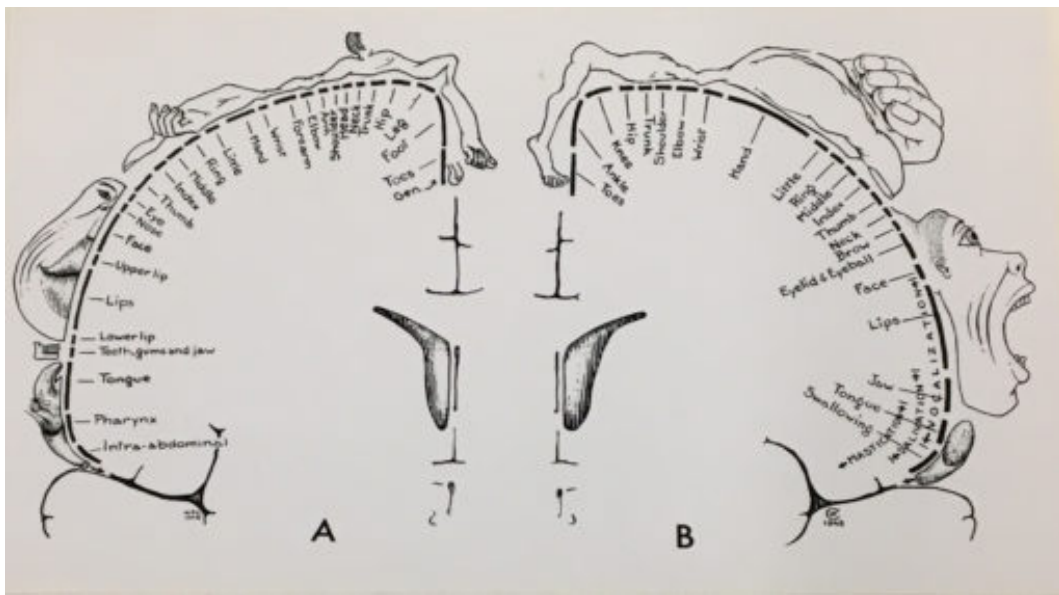 Gen.
Toes
Foot
Leg
Hip
Trunk
Neck
Head
Shoulder
Arm
Elbow
Forearm
Wrist
Hand
Little
Ring
Middle
Index
Thumb
Eye
Nose
Face
Upper lip
Lips
Lower lip
Teeth, gums and jaw
Tongue
Pharynx
Intra-abdominal
A
Toes
Ankle
Knee
Hip
Trunk
Shoulder
Elbow
Wrist
Hand
Little
Ring
Middle
Index
Thumb
Neck
Brow
Eyelid & Eyeball
Face
Lips
Jaw
Tongue
Swallowing
VOCALIZATION
SALIVATION
MASTICATION
B